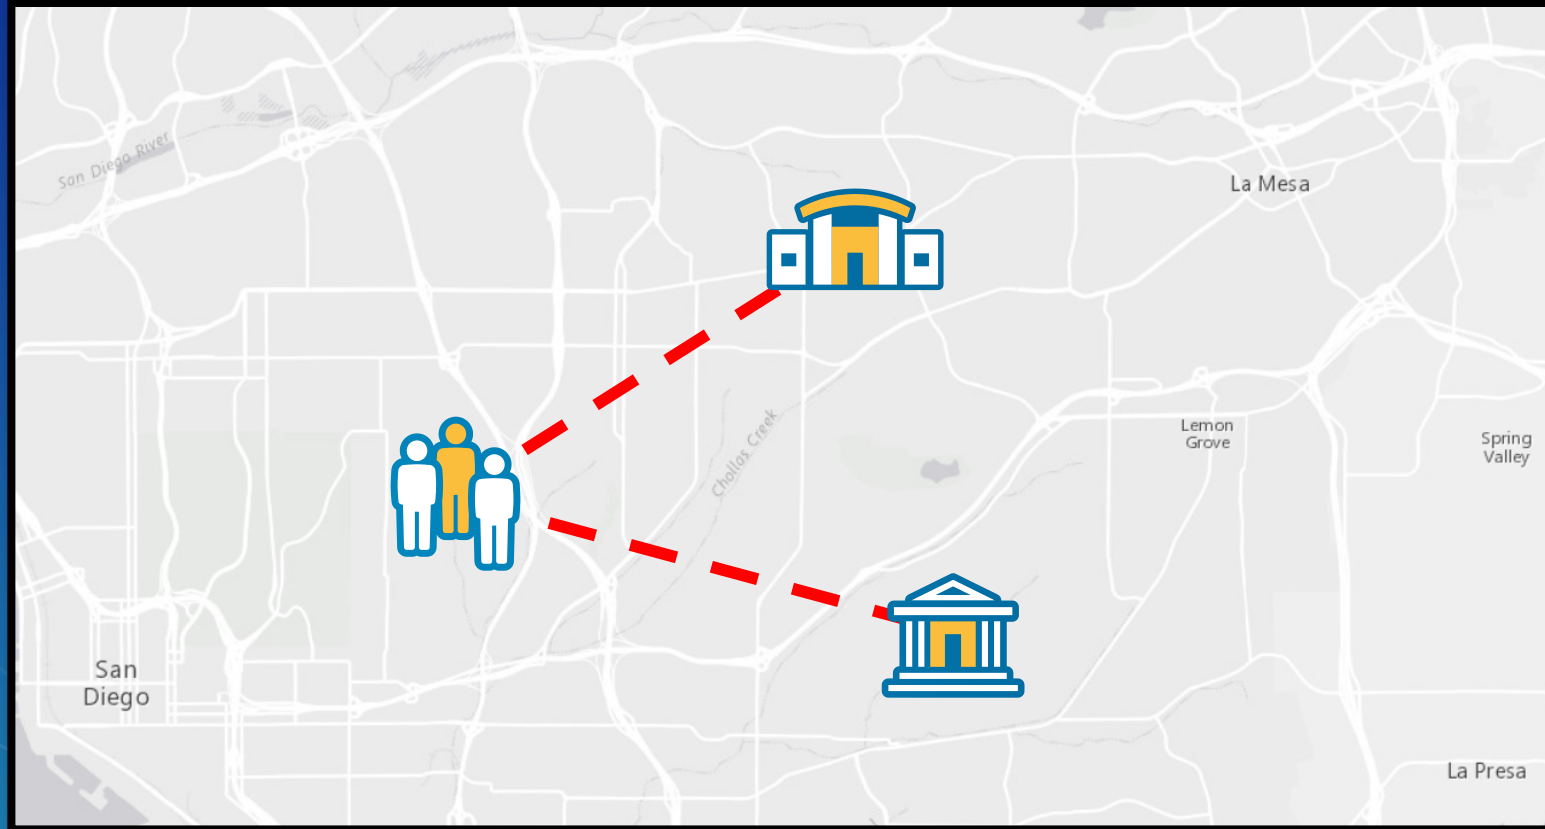 San Diego River
La Mesa
Chollas Creek
Lemon
Grove
Spring
Valley
San
Diego
La Presa